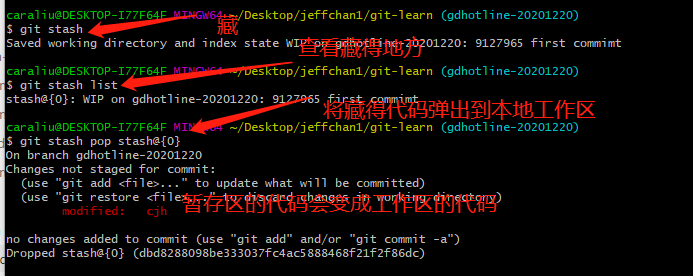 caraliu@DESKTOP-I77F64F MINGW64 ~/Desktop/jeffchan1/git-learn (gdhotline-20201220)
$ git stash
藏
Saved working directory and index state WIP on gdhotline-20201220: 9127965 first commimt
查看藏得地方
caraliu@DESKTOP-I77F64F MINGW64 ~/Desktop/jeffchan1/git-learn (gdhotline-20201220)
$ git stash list
stash@{0}: WIP on gdhotline-20201220: 9127965 first commimt
将藏得代码弹出到本地工作区
caraliu@DESKTOP-I77F64F MINGW64 ~/Desktop/jeffchan1/git-learn (gdhotline-20201220)
$ git stash pop stash@{0}
On branch gdhotline-20201220
Changes not staged for commit:
(use "git add <file>..." to update what will be committed)
(use "git restore <file>..." to discard changes in working directory)
暂存区的代码会变成工作区的代码
modified: cjh
no changes added to commit (use "git add" and/or "git commit -a")
Dropped stash@{0} (dbd8288098be333037fc4ac5888468f21f2f86dc)